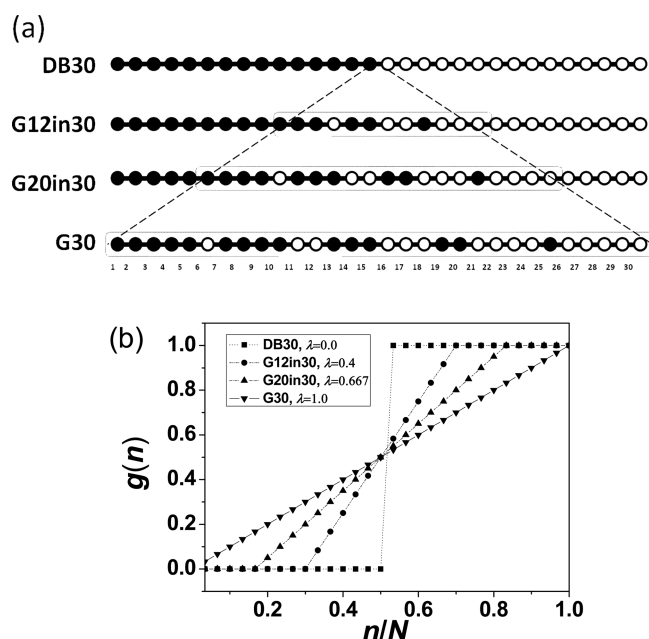 (a)
DB30
G12in30
G20in30
G30
1 2 3 4 5 6 7 8 9 10 11 12 13 14 15 16 17 18 19 20 21 22 23 24 25 26 27 28 29 30
(b)
DB30, λ=0.0
G12in30, λ=0.4
G20in30, λ=0.667
G30, λ=1.0
1.0
0.8
0.6
0.4
0.2
0.0
g(n)
0.2 0.4 0.6 0.8 1.0
n/N